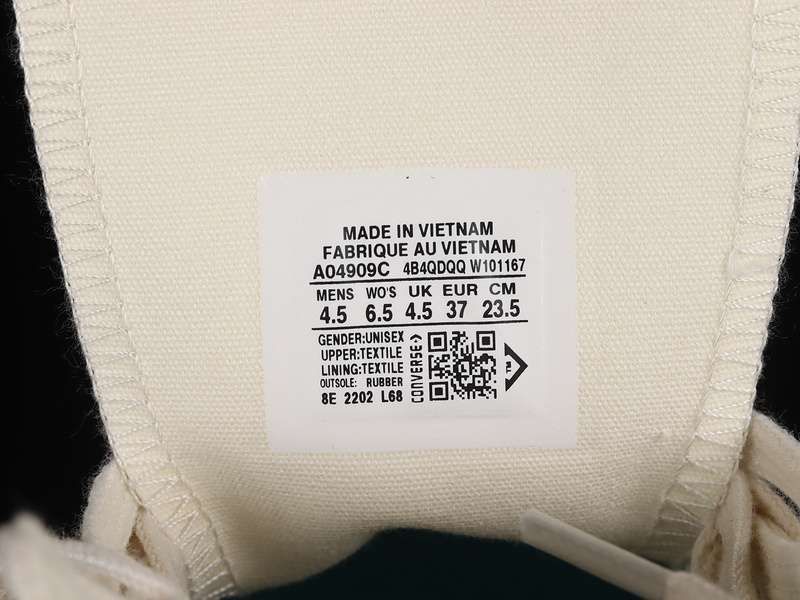 MADE IN VIETNAM
FABRIQUE AU VIETNAM
A04909C 4B4QDQQ W101167
MENS WO'S UK EUR CM
4.5 6.5 4.5 37 23.5
GENDER:UNISEX
UPPER:TEXTILE
LINING:TEXTILE
OUTSOLE: RUBBER
8E 2202 L68
CONVERSE
TM